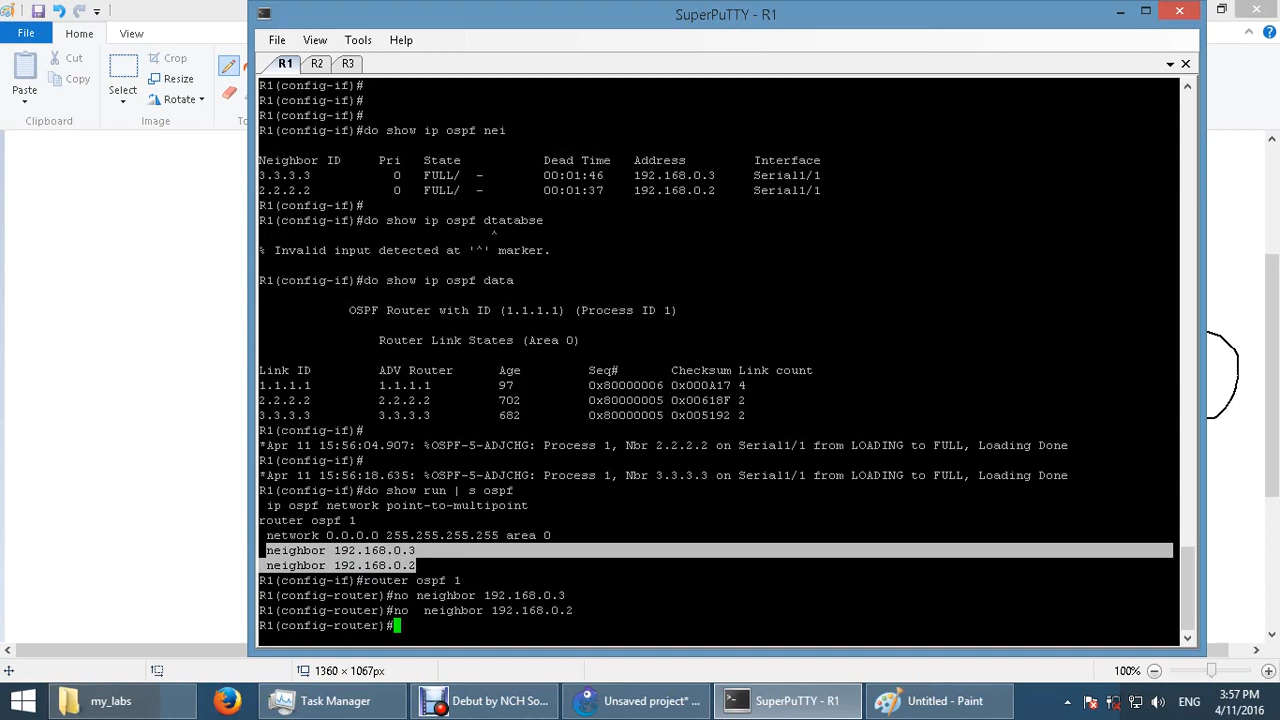 SuperPuTTY - R1
File
Home
View
Cut
Copy
Paste
Clipboard
Select
Crop
Resize
Rotate
Image
File View Tools Help
R1 R2 R3
R1(config-if)#
R1(config-if)#
R1(config-if)#
R1(config-if)#do show ip ospf nei
Neighbor ID Pri State Dead Time Address Interface
3.3.3.3 0 FULL/ - 00:01:46 192.168.0.3 Serial1/1
2.2.2.2 0 FULL/ - 00:01:37 192.168.0.2 Serial1/1
R1(config-if)#
R1(config-if)#do show ip ospf dtatabse
^
% Invalid input detected at '^' marker.
R1(config-if)#do show ip ospf data
OSPF Router with ID (1.1.1.1) (Process ID 1)
Router Link States (Area 0)
Link ID ADV Router Age Seq# Checksum Link count
1.1.1.1 1.1.1.1 97 0x80000006 0x000A17 4
2.2.2.2 2.2.2.2 702 0x80000005 0x00618F 2
3.3.3.3 3.3.3.3 682 0x80000005 0x005192 2
R1(config-if)#
*Apr 11 15:56:04.907: %OSPF-5-ADJCHG: Process 1, Nbr 2.2.2.2 on Serial1/1 from LOADING to FULL, Loading Done
R1(config-if)#
*Apr 11 15:56:18.635: %OSPF-5-ADJCHG: Process 1, Nbr 3.3.3.3 on Serial1/1 from LOADING to FULL, Loading Done
R1(config-if)#do show run | s ospf
ip ospf network point-to-multipoint
router ospf 1
network 0.0.0.0 255.255.255.255 area 0
neighbor 192.168.0.3
neighbor 192.168.0.2
R1(config-if)#router ospf 1
R1(config-router)#no neighbor 192.168.0.3
R1(config-router)#no  neighbor 192.168.0.2
R1(config-router)#
1360 × 1067px
100%
my_labs
Task Manager
Debut by NCH So...
Unsaved project*...
SuperPuTTY - R1
Untitled - Paint
ENG
3:57 PM
4/11/2016